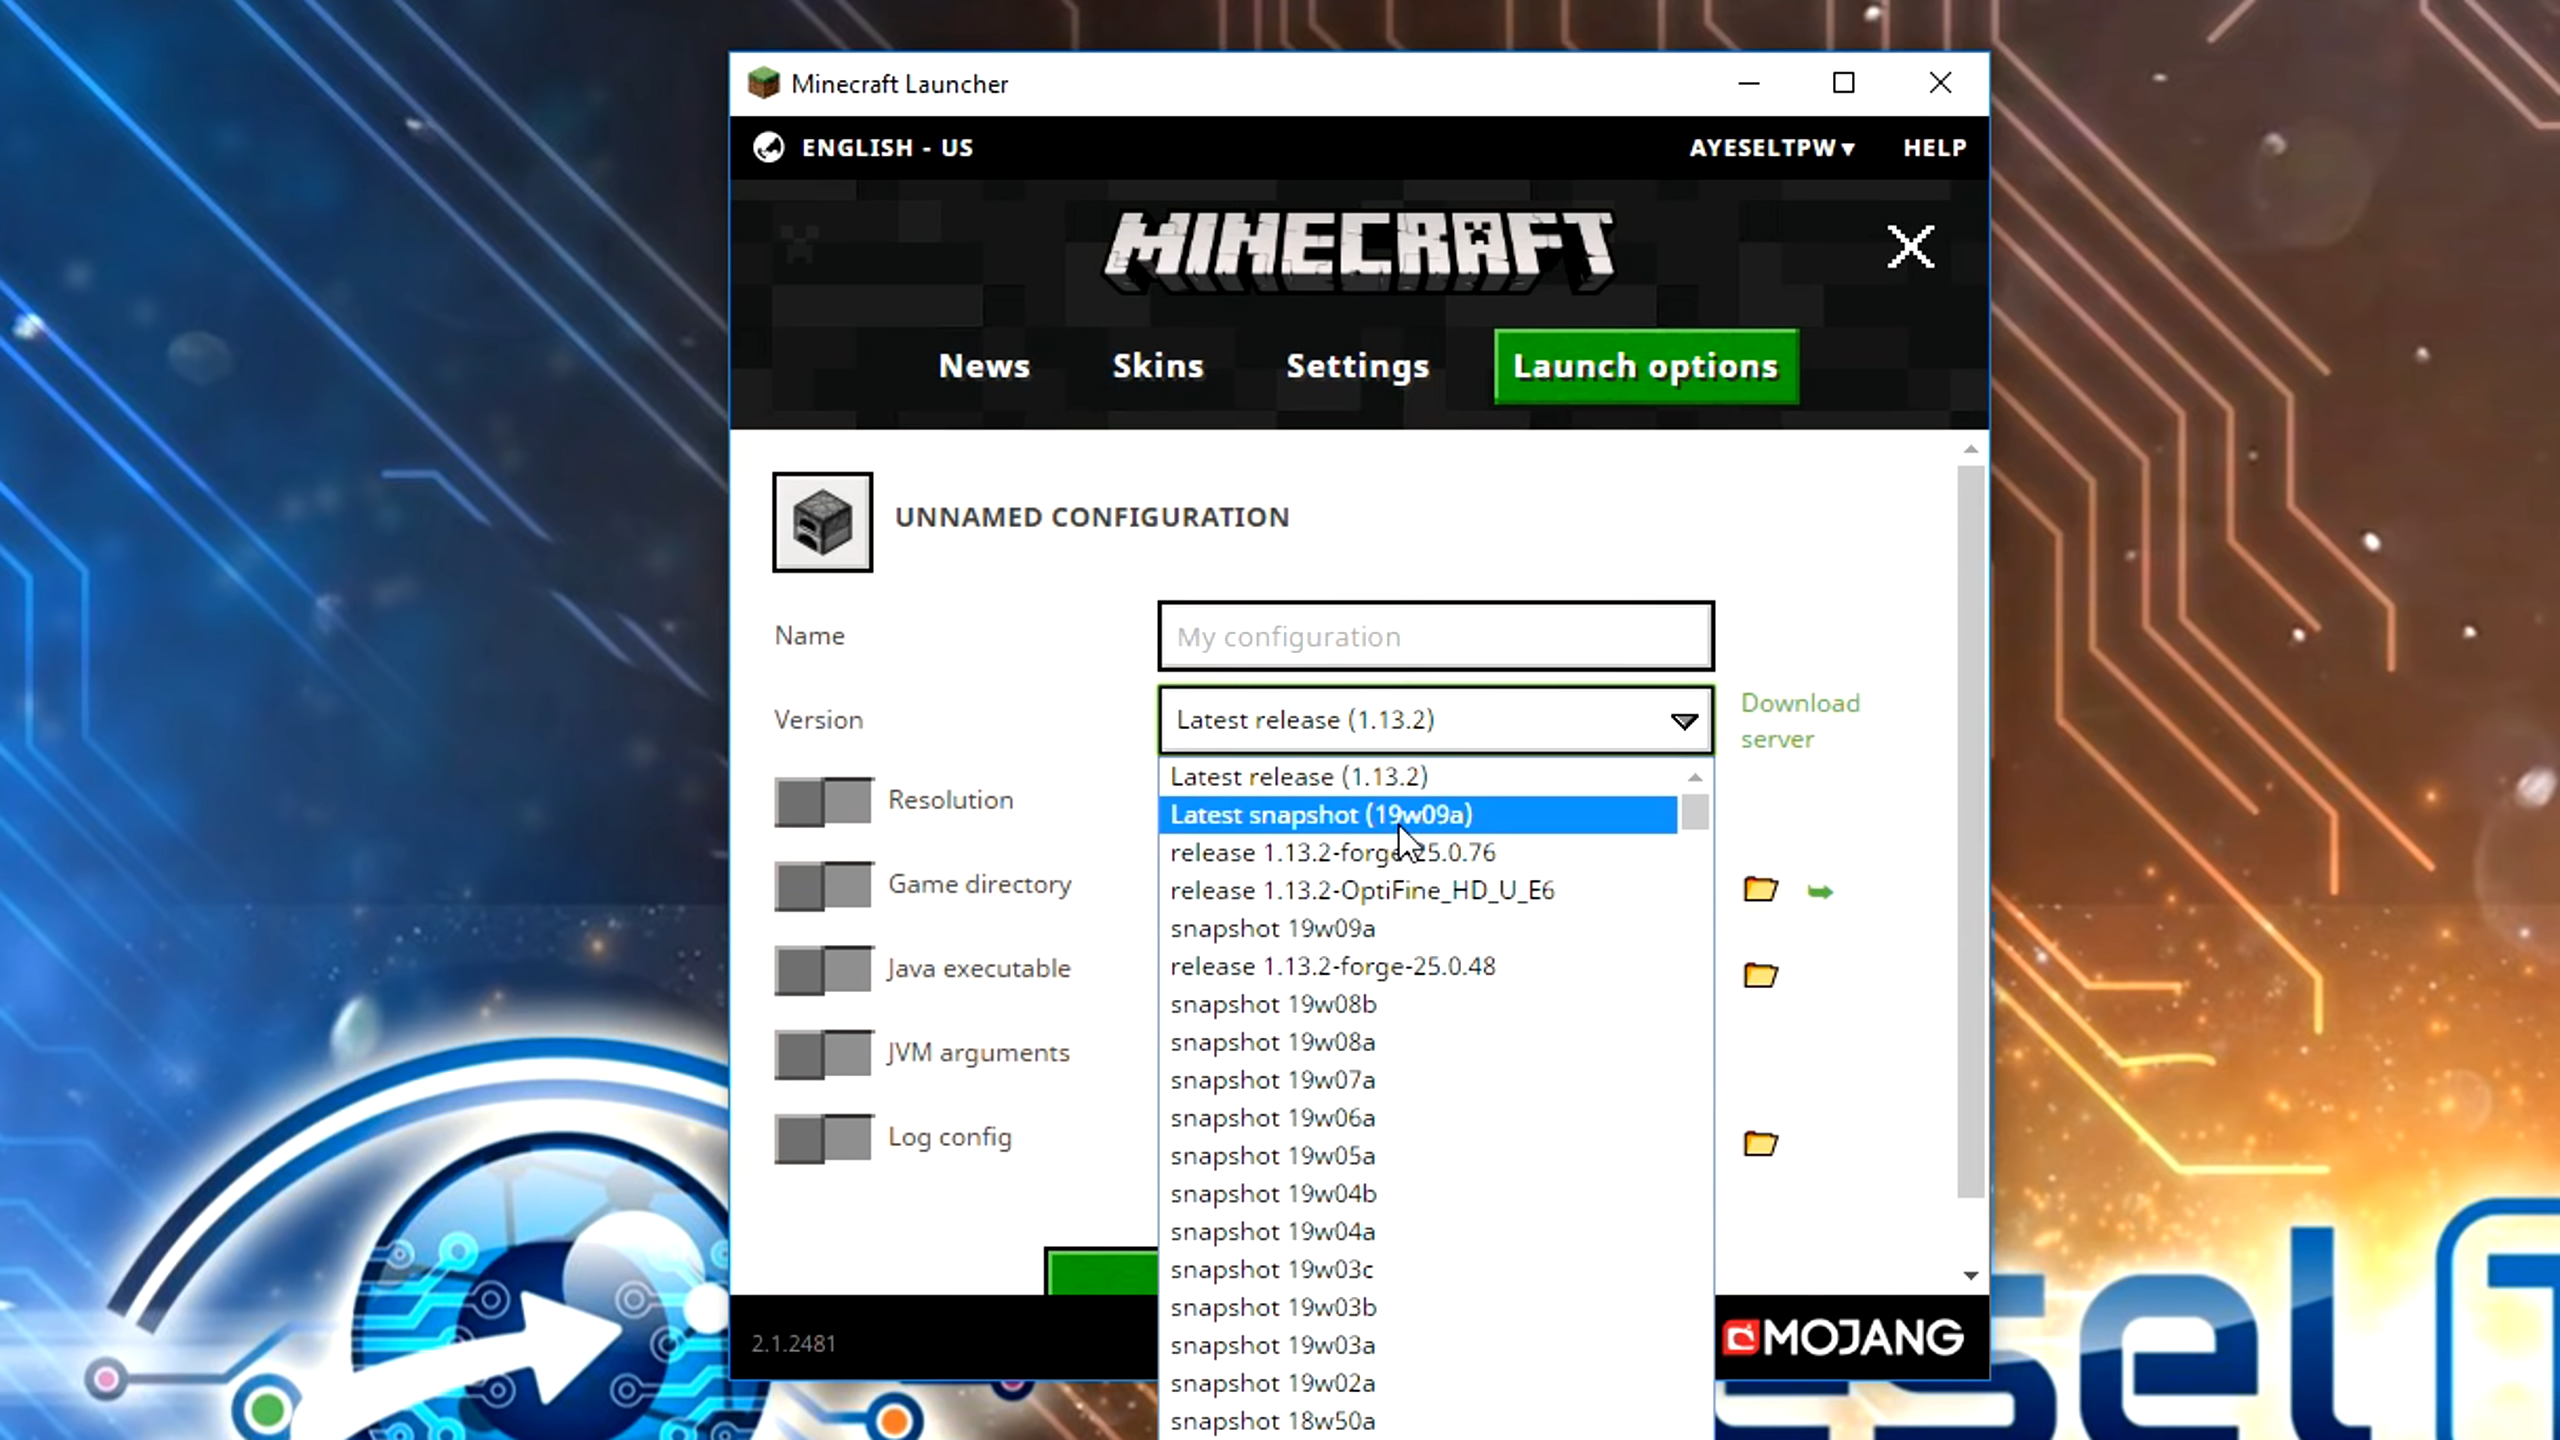 Minecraft Launcher
ENGLISH - US
AYESELTPW▼
HELP
MINECRAFT
News
Skins
Settings
Launch options
UNNAMED CONFIGURATION
Name
My configuration
Version
Latest release (1.13.2)
Download
server
Latest release (1.13.2)
Latest snapshot (19w09a)
release 1.13.2-forge-25.0.76
release 1.13.2-OptiFine_HD_U_E6
snapshot 19w09a
release 1.13.2-forge-25.0.48
snapshot 19w08b
snapshot 19w08a
snapshot 19w07a
snapshot 19w06a
snapshot 19w05a
snapshot 19w04b
snapshot 19w04a
snapshot 19w03c
snapshot 19w03b
snapshot 19w03a
snapshot 19w02a
snapshot 18w50a
Resolution
Game directory
Java executable
JVM arguments
Log config
2.1.2481
MOJANG
esel T